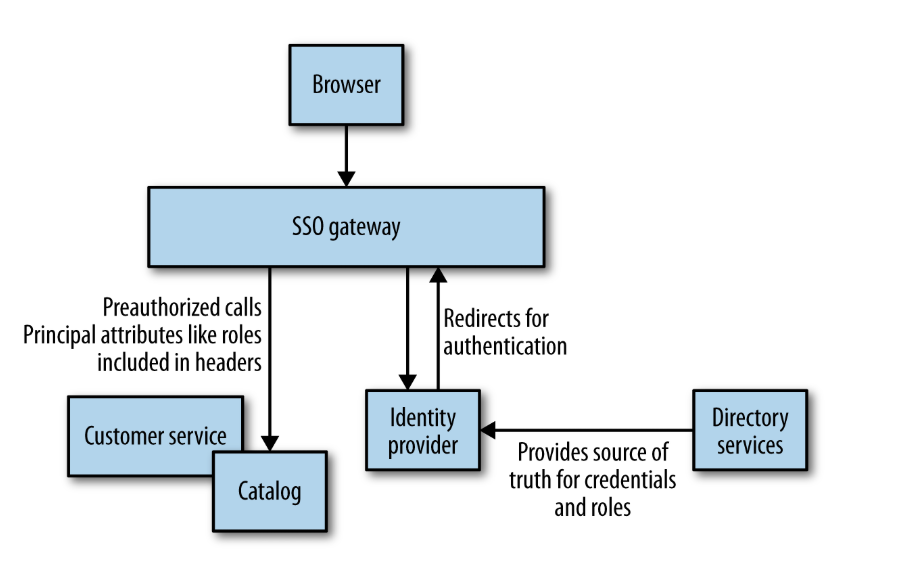 Browser
SSO gateway
Preauthorized calls
Principal attributes like roles
included in headers
Redirects for
authentication
Customer service
Catalog
Identity
provider
Provides source of
truth for credentials
and roles
Directory
services